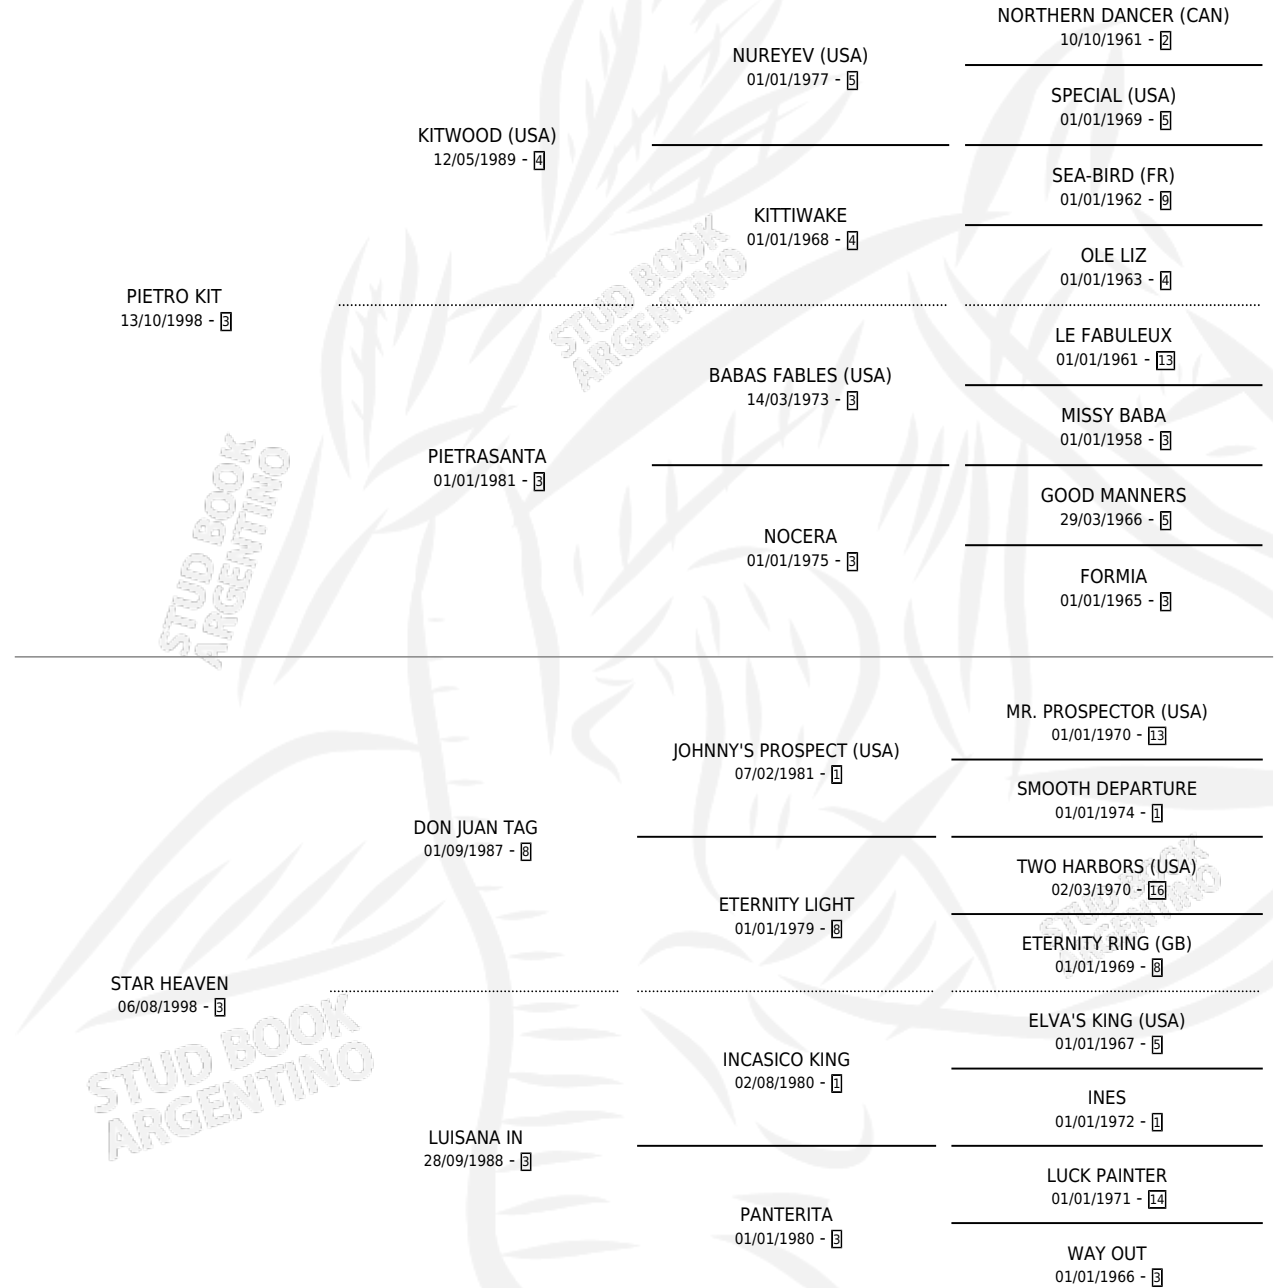 NORTHERN DANCER (CAN)
10/10/1961 - 2
NUREYEV (USA)
01/01/1977 - 5
SPECIAL (USA)
01/01/1969 - 5
KITWOOD (USA)
12/05/1989 - 4
SEA-BIRD (FR)
01/01/1962 - 9
KITTIWAKE
01/01/1968 - 4
OLE LIZ
01/01/1963 - 4
PIETRO KIT
13/10/1998 - 3
STUD BOOK
ARGENTINO
LE FABULEUX
01/01/1961 - 13
BABAS FABLES (USA)
14/03/1973 - 3
MISSY BABA
01/01/1958 - 3
PIETRASANTA
01/01/1981 - 3
GOOD MANNERS
29/03/1966 - 5
NOCERA
01/01/1975 - 3
FORMIA
01/01/1965 - 3
STUD BOOK
ARGENTINO
MR. PROSPECTOR (USA)
01/01/1970 - 13
JOHNNY'S PROSPECT (USA)
07/02/1981 - 1
SMOOTH DEPARTURE
01/01/1974 - 1
DON JUAN TAG
01/09/1987 - 8
TWO HARBORS (USA)
02/03/1970 - 16
ETERNITY LIGHT
01/01/1979 - 8
ETERNITY RING (GB)
01/01/1969 - 8
STUD BOOK
ARGENTINO
STAR HEAVEN
06/08/1998 - 3
ELVA'S KING (USA)
01/01/1967 - 5
INCASICO KING
02/08/1980 - 1
INES
01/01/1972 - 1
STUD BOOK
ARGENTINO
LUISANA IN
28/09/1988 - 3
LUCK PAINTER
01/01/1971 - 14
PANTERITA
01/01/1980 - 3
WAY OUT
01/01/1966 - 3